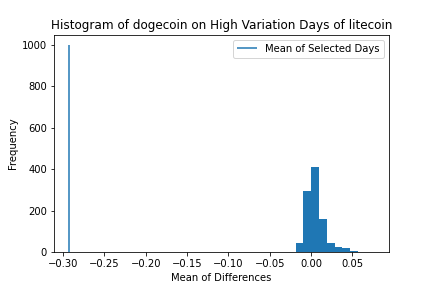 Histogram of dogecoin on High Variation Days of litecoin
Mean of Selected Days
Frequency
1000
800
600
400
200
0
−0.30 −0.25 −0.20 −0.15 −0.10 −0.05 0.00 0.05
Mean of Differences